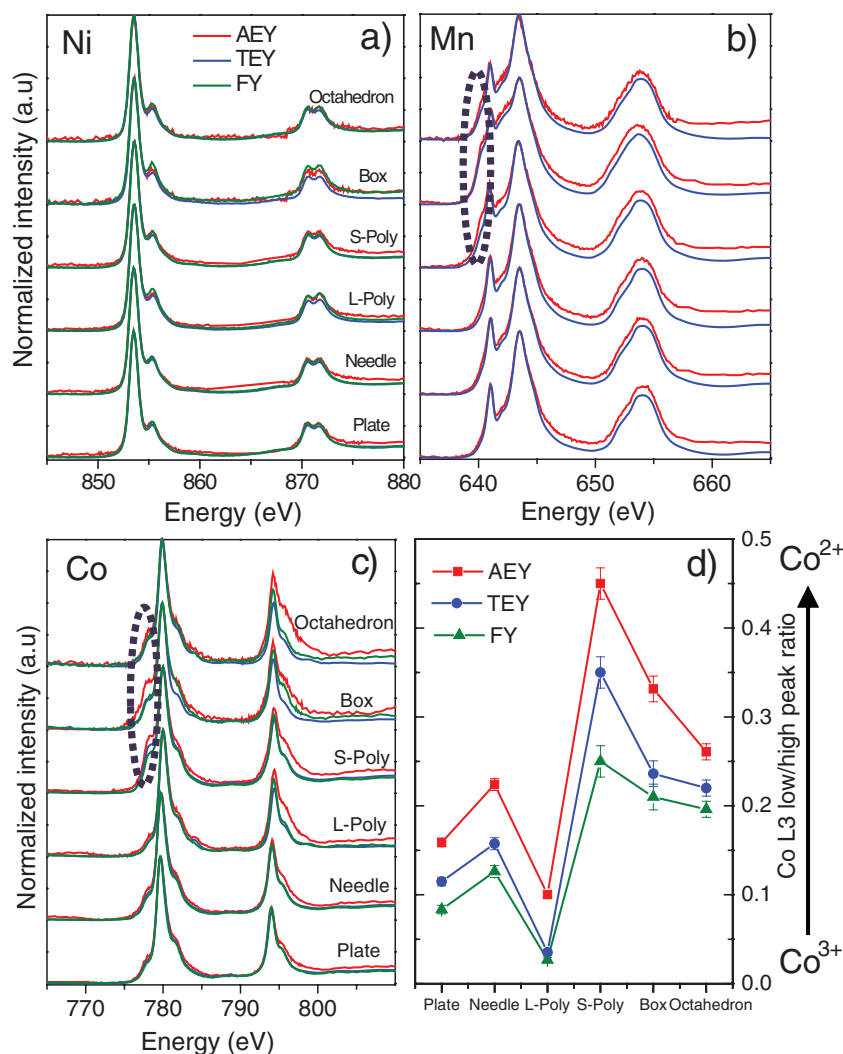 Ni
AEY
TEY
FY
a)
Octahedron
Box
S-Poly
L-Poly
Needle
Plate
Normalized intensity (a.u)
850 860 870 880
Energy (eV)
Mn
b)
640 650 660
Energy (eV)
Co
c)
Octahedron
Box
S-Poly
L-Poly
Needle
Plate
Normalized intensity (a.u)
770 780 790 800
Energy (eV)
d)
AEY
TEY
FY
0.5
0.4
0.3
0.2
0.1
0.0
Co L3 low/high peak ratio
Co²⁺
Co³⁺
Plate Needle L-Poly S-Poly Box Octahedron